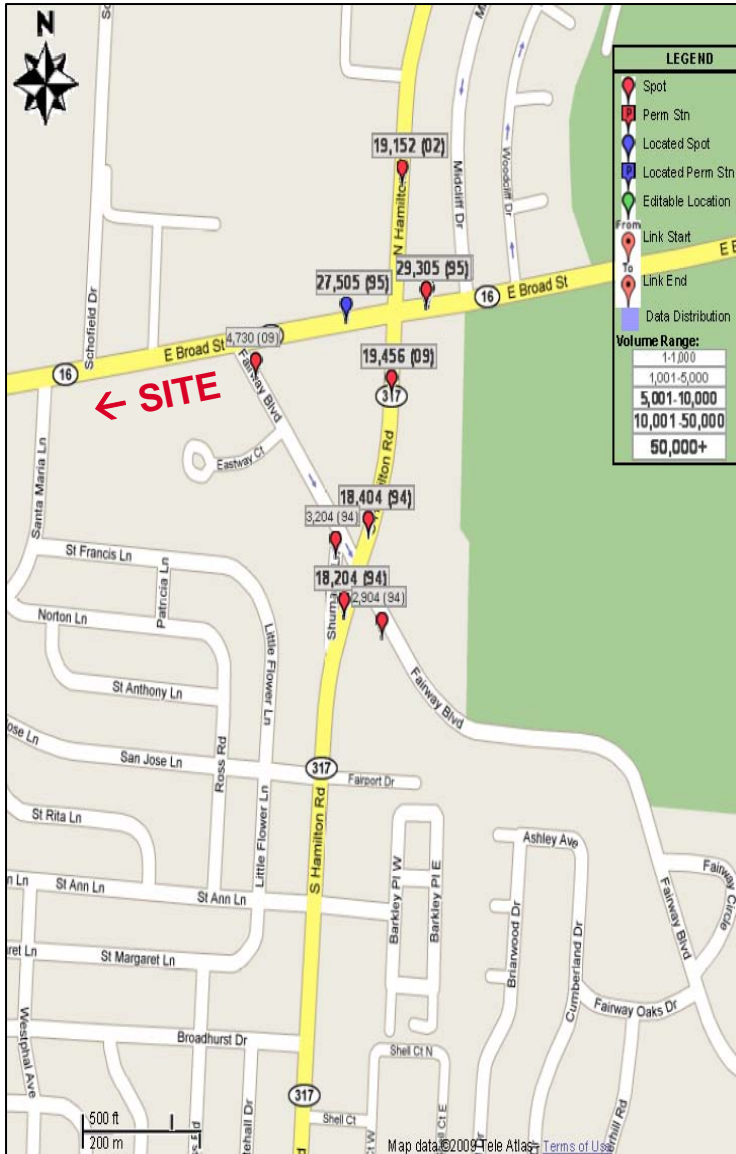 N
LEGEND
Spot
P
Perm Stn
Located Spot
P
Located Perm Stn
Editable Location
From
Link Start
To
Link End
Data Distribution
Volume Range:
1-1,000
1,001-5,000
5,001-10,000
10,001-50,000
50,000+
19,152 (02)
N Hamilton
Midcliff Dr
Woodcliff Dr
Schofield Dr
27,505 (95)
29,305 (95)
16
E Broad St
4,730 (09)
E Broad St
16
← SITE
Fairway Blvd
19,456 (09)
317
Eastway Ct
Santa Maria Ln
18,404 (94)
3,204 (94)
St Francis Ln
Patricia Ln
18,204 (94)
2,904 (94)
Norton Ln
Little Flower Ln
St Anthony Ln
Fairway Blvd
San Jose Ln
Ross Rd
317
Fairport Dr
S Hamilton Rd
St Rita Ln
Little Flower Ln
Ashley Ave
Barkley Pl W
Barkley Pl E
Briarwood Dr
Cumberland Dr
Fairway Blvd
Fairway Circle
St Ann Ln
St Ann Ln
St Margaret Ln
Fairway Oaks Dr
Westphal Ave
Broadhurst Dr
Shell Ct N
317
Shell Ct
500 ft
200 m
Map data ©2009 Tele Atlas - Terms of Use